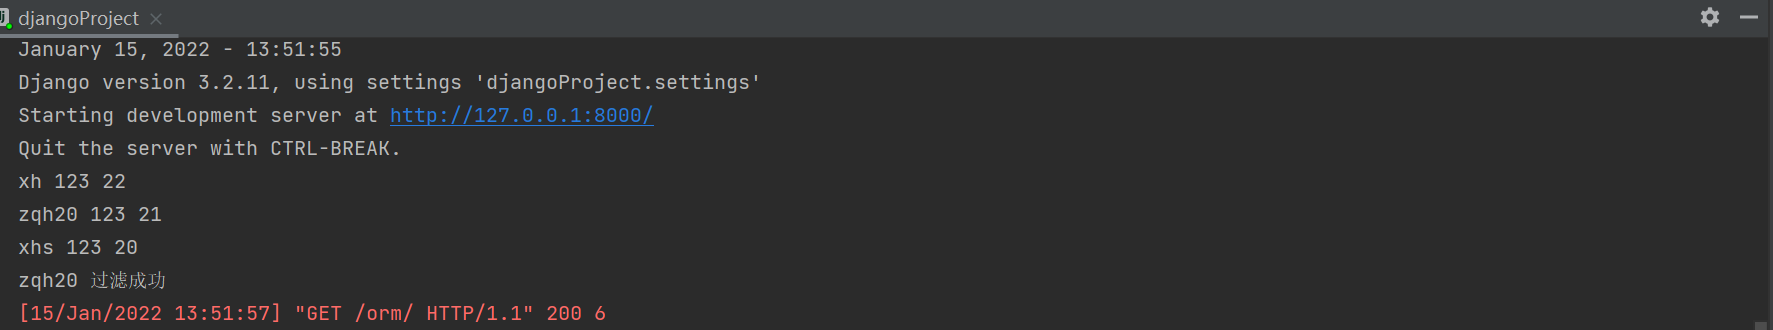 djangoProject
January 15, 2022 - 13:51:55
Django version 3.2.11, using settings 'djangoProject.settings'
Starting development server at http://127.0.0.1:8000/
Quit the server with CTRL-BREAK.
xh 123 22
zqh20 123 21
xhs 123 20
zqh20 过滤成功
[15/Jan/2022 13:51:57] "GET /orm/ HTTP/1.1" 200 6